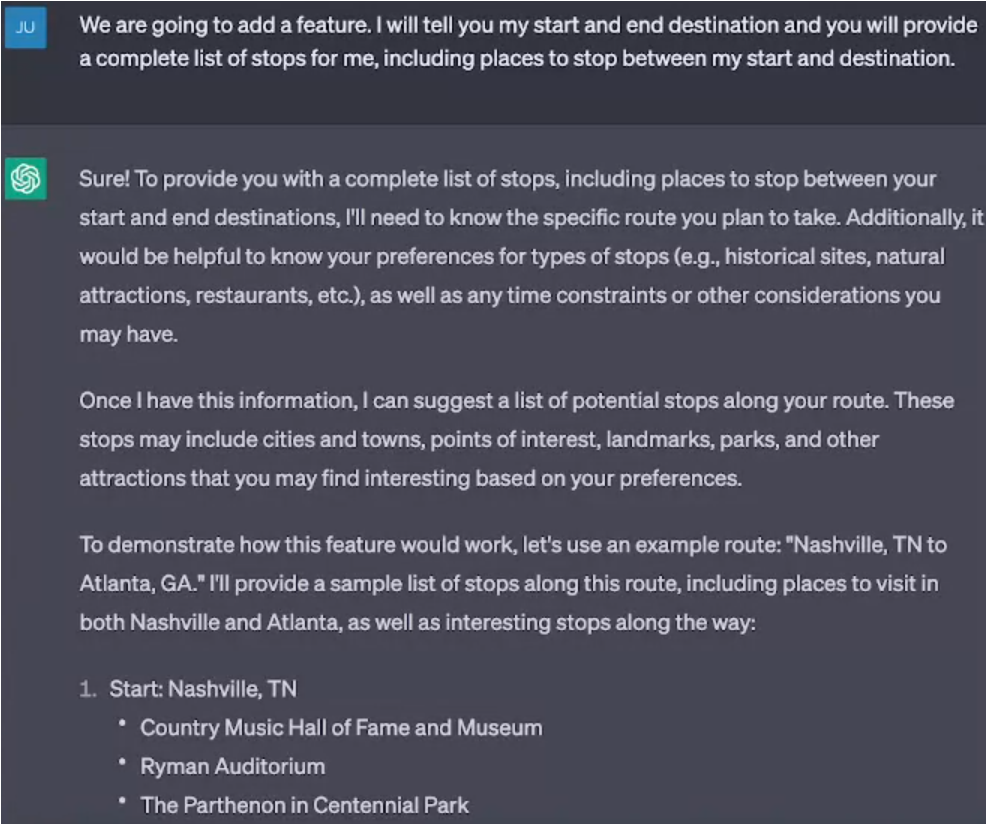 JU
We are going to add a feature. I will tell you my start and end destination and you will provide
a complete list of stops for me, including places to stop between my start and destination.
Sure! To provide you with a complete list of stops, including places to stop between your
start and end destinations, I'll need to know the specific route you plan to take. Additionally, it
would be helpful to know your preferences for types of stops (e.g., historical sites, natural
attractions, restaurants, etc.), as well as any time constraints or other considerations you
may have.
Once I have this information, I can suggest a list of potential stops along your route. These
stops may include cities and towns, points of interest, landmarks, parks, and other
attractions that you may find interesting based on your preferences.
To demonstrate how this feature would work, let's use an example route: "Nashville, TN to
Atlanta, GA." I'll provide a sample list of stops along this route, including places to visit in
both Nashville and Atlanta, as well as interesting stops along the way:
1. Start: Nashville, TN
• Country Music Hall of Fame and Museum
• Ryman Auditorium
• The Parthenon in Centennial Park